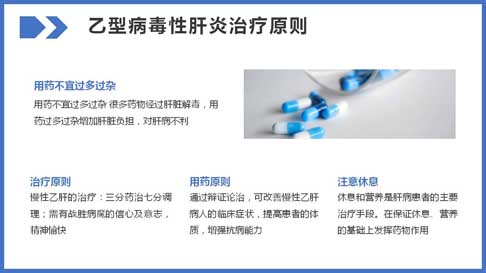 乙型病毒性肝炎治疗原则
用药不宜过多过杂
用药不宜过多过杂 很多药物经过肝脏解毒，用
药过多过杂增加肝脏负担，对肝病不利
治疗原则
慢性乙肝的治疗：三分药治七分调
理；需有战胜病属的信心及意志，
精神愉快
用药原则
通过辩证论治，可改善慢性乙肝
病人的临床症状，提高患者的体
质，增强抗病能力
注意休息
休息和营养是肝病患者的主要
治疗手段。在保证休息、营养
的基础上发挥药物作用